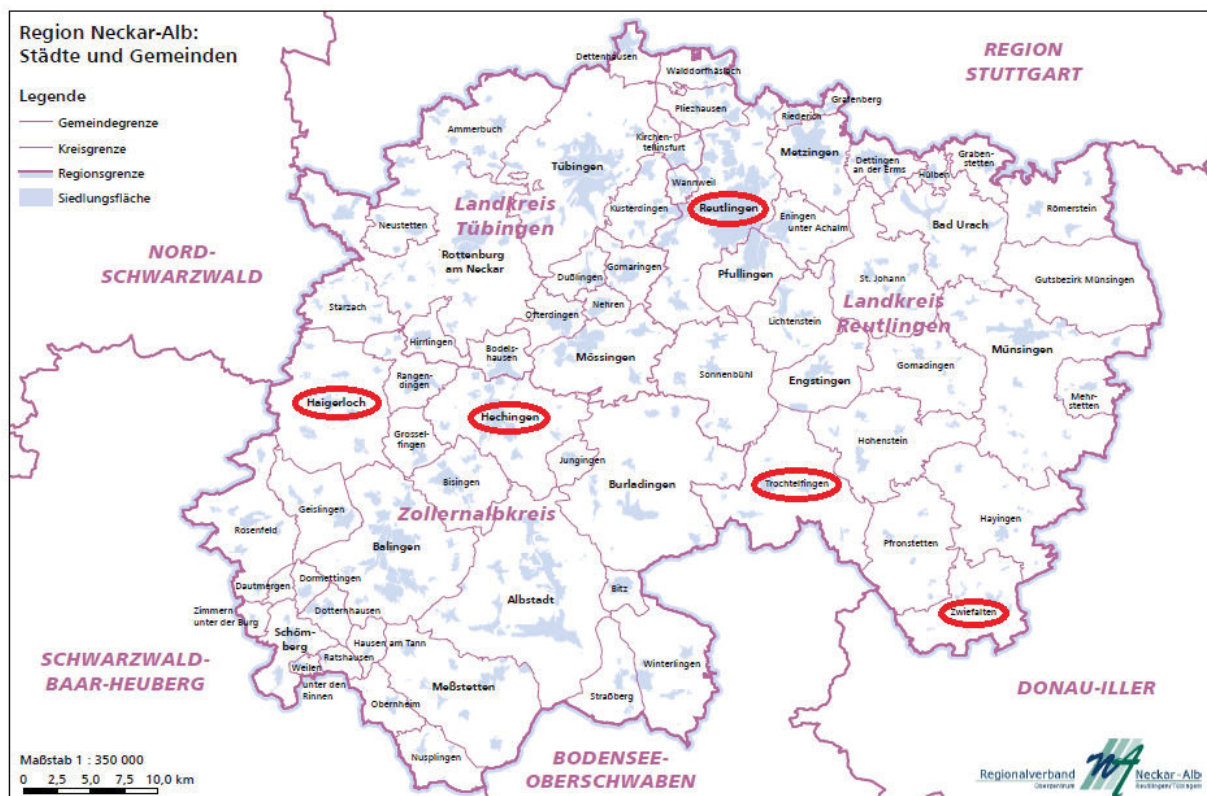 Region Neckar-Alb:
Städte und Gemeinden
Legende
Gemeindegrenze
Kreisgrenze
Regionsgrenze
Siedlungsfläche
REGION
STUTTGART
NORD-
SCHWARZWALD
SCHWARZWALD-
BAAR-HEUBERG
BODENSEE-
OBERSCHWABEN
DONAU-ILLER
Landkreis
Tübingen
Landkreis
Reutlingen
Zollernalbkreis
Dettenhausen
Walddorfhäslach
Pliezhausen
Grafenberg
Riederich
Ammerbuch
Tübingen
Kirchen-
tellinsfurt
Metzingen
Dettingen
an der Erms
Hülben
Graben-
stetten
Wannweil
Reutlingen
Kusterdingen
Eningen
unter Achalm
Bad Urach
Römerstein
Neustetten
Rottenburg
am Neckar
Dußlingen
Gomaringen
Pfullingen
St. Johann
Gutsbezirk Münsingen
Starzach
Nehren
Ofterdingen
Lichtenstein
Hirrlingen
Bodels-
hausen
Mössingen
Sonnenbühl
Engstingen
Gomadingen
Münsingen
Rangen-
dingen
Mehr-
stetten
Haigerloch
Hechingen
Grossel-
fingen
Jungingen
Hohenstein
Bisingen
Burladingen
Trochtelfingen
Geislingen
Rosenfeld
Hayingen
Balingen
Pfronstetten
Dautmergen
Dormettingen
Bitz
Albstadt
Zimmern
unter der Burg
Dotternhausen
Zwiefalten
Schöm-
berg
Hausen am Tann
Ratshausen
Weilen
unter den
Rinnen
Meßstetten
Winterlingen
Straßberg
Obernheim
Nusplingen
Maßstab 1 : 350 000
0 2,5 5 7,5 10,0 km
Regionalverband
Neckar-Alb
Oberzentrum
Reutlingen/Tübingen